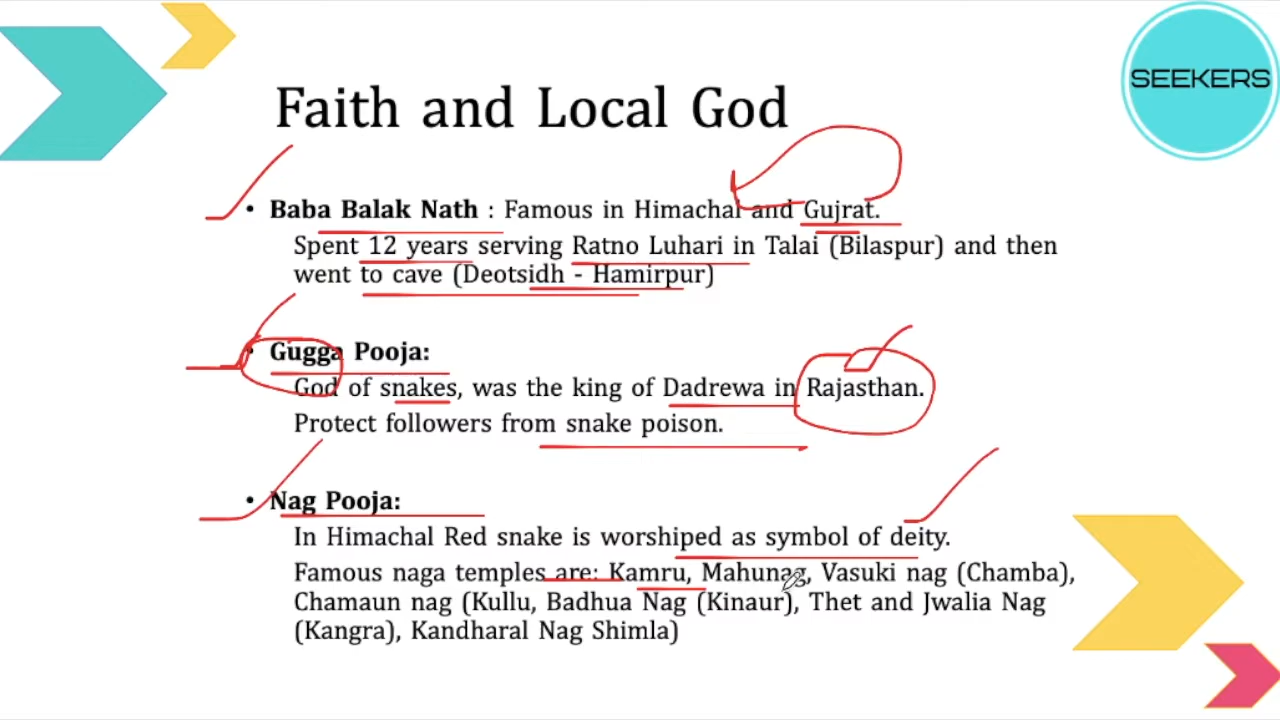 SEEKERS
Faith and Local God
• Baba Balak Nath : Famous in Himachal and Gujrat.
Spent 12 years serving Ratno Luhari in Talai (Bilaspur) and then
went to cave (Deotsidh - Hamirpur)
• Gugga Pooja:
God of snakes, was the king of Dadrewa in Rajasthan.
Protect followers from snake poison.
• Nag Pooja:
In Himachal Red snake is worshiped as symbol of deity.
Famous naga temples are: Kamru, Mahunag, Vasuki nag (Chamba),
Chamaun nag (Kullu, Badhua Nag (Kinaur), Thet and Jwalia Nag
(Kangra), Kandharal Nag Shimla)